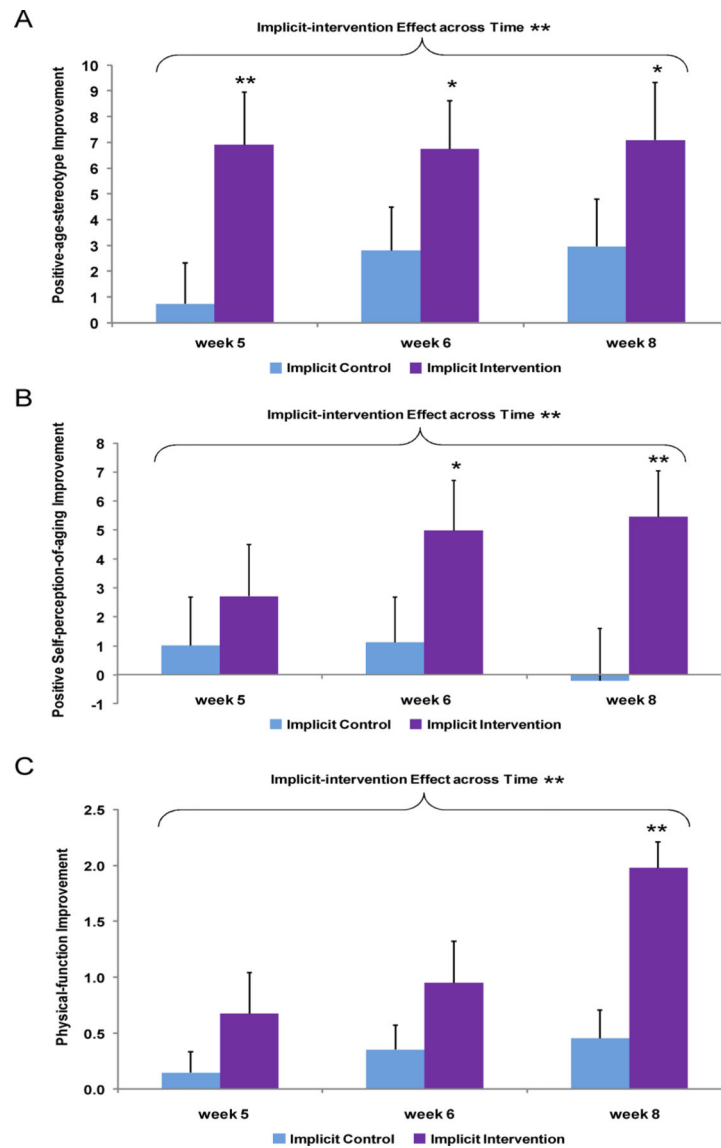 A
Implicit-intervention Effect across Time **
Positive-age-stereotype Improvement
10
9
8
7
6
5
4
3
2
1
0
**
*
*
week 5
week 6
week 8
Implicit Control
Implicit Intervention
B
Implicit-intervention Effect across Time **
Positive Self-perception-of-aging Improvement
8
7
6
5
4
3
2
1
0
-1
*
**
week 5
week 6
week 8
Implicit Control
Implicit Intervention
C
Implicit-intervention Effect across Time **
Physical-function Improvement
2.5
2.0
1.5
1.0
0.5
0.0
**
week 5
week 6
week 8
Implicit Control
Implicit Intervention